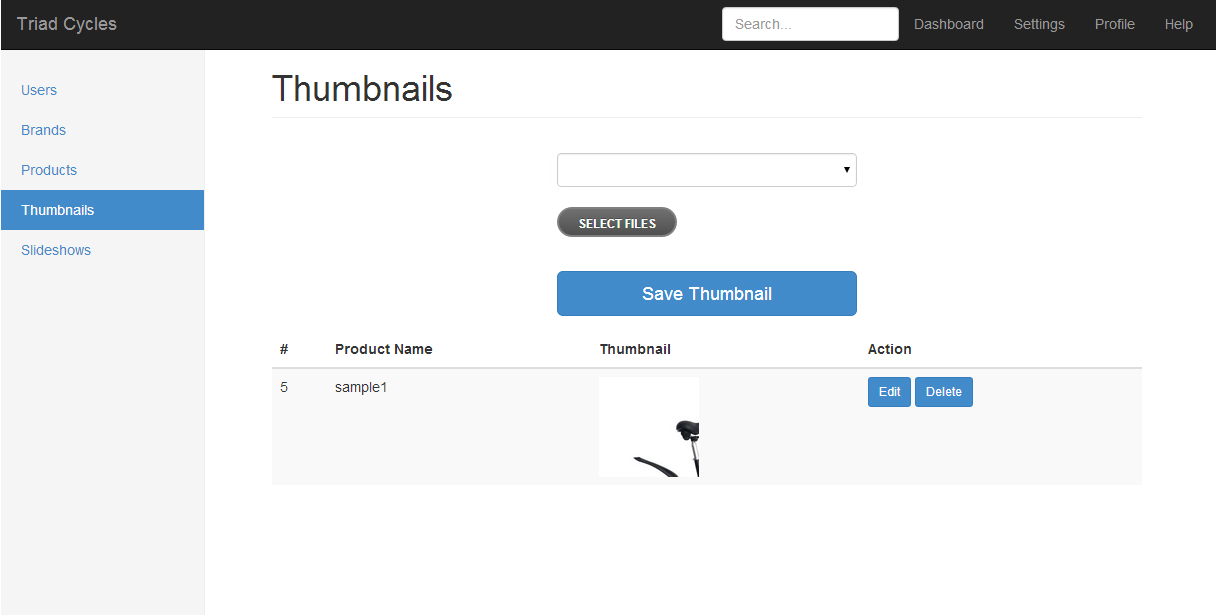 Triad Cycles
Search...
Dashboard
Settings
Profile
Help
Users
Brands
Products
Thumbnails
Slideshows
Thumbnails
SELECT FILES
Save Thumbnail
# Product Name Thumbnail Action
5 sample1 Edit Delete